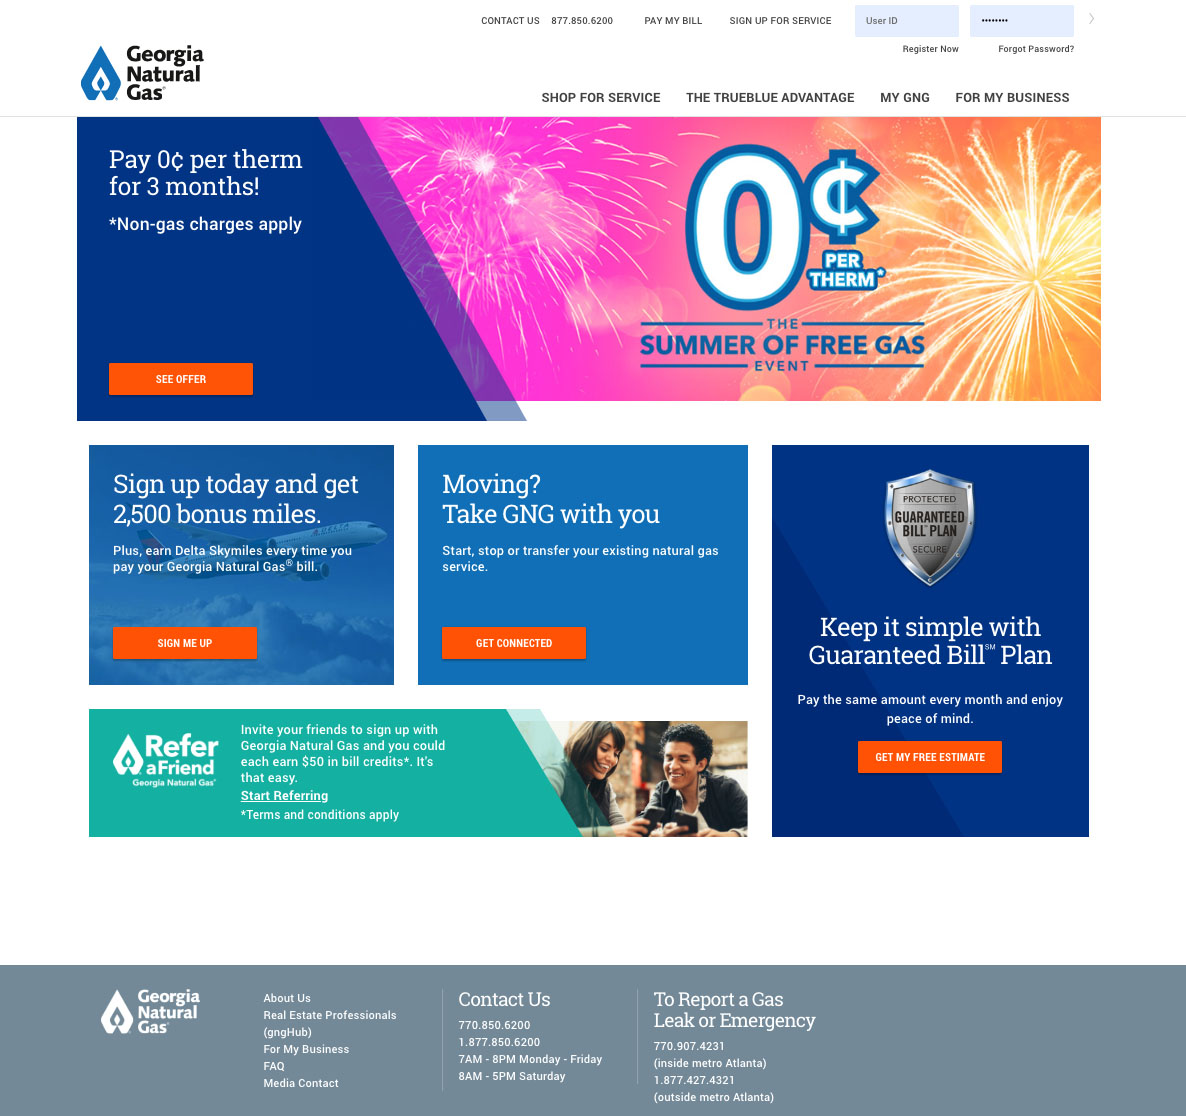 CONTACT US 877.850.6200 PAY MY BILL SIGN UP FOR SERVICE User ID ••••••••
Register Now Forgot Password?
Georgia
Natural
Gas®
SHOP FOR SERVICE THE TRUEBLUE ADVANTAGE MY GNG FOR MY BUSINESS
Pay 0¢ per therm
for 3 months!
*Non-gas charges apply
SEE OFFER
0¢
PER
THERM*
THE
SUMMER OF FREE GAS
EVENT
Sign up today and get
2,500 bonus miles.
Plus, earn Delta Skymiles every time you
pay your Georgia Natural Gas® bill.
SIGN ME UP
Moving?
Take GNG with you
Start, stop or transfer your existing natural gas
service.
GET CONNECTED
PROTECTED
GUARANTEED
BILL℠ PLAN
SECURE
Keep it simple with
Guaranteed Bill℠ Plan
Pay the same amount every month and enjoy
peace of mind.
GET MY FREE ESTIMATE
Refer
a Friend
Georgia Natural Gas®
Invite your friends to sign up with
Georgia Natural Gas and you could
each earn $50 in bill credits*. It's
that easy.
Start Referring
*Terms and conditions apply
Georgia
Natural
Gas®
About Us
Real Estate Professionals
(gngHub)
For My Business
FAQ
Media Contact
Contact Us
770.850.6200
1.877.850.6200
7AM - 8PM Monday - Friday
8AM - 5PM Saturday
To Report a Gas
Leak or Emergency
770.907.4231
(inside metro Atlanta)
1.877.427.4321
(outside metro Atlanta)